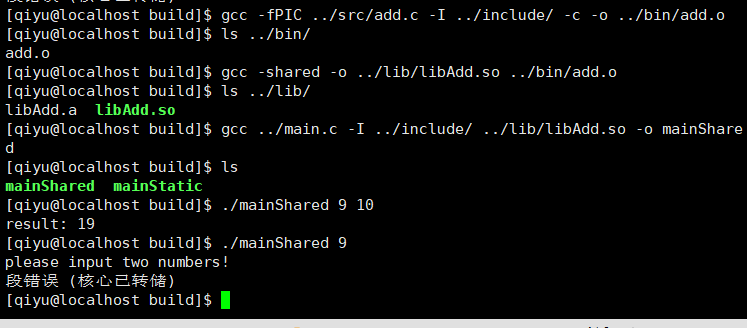 [qiyu@localhost build]$ gcc -fPIC ../src/add.c -I ../include/ -c -o ../bin/add.o
[qiyu@localhost build]$ ls ../bin/
add.o
[qiyu@localhost build]$ gcc -shared -o ../lib/libAdd.so ../bin/add.o
[qiyu@localhost build]$ ls ../lib/
libAdd.a  libAdd.so
[qiyu@localhost build]$ gcc ../main.c -I ../include/ ../lib/libAdd.so -o mainShare
d
[qiyu@localhost build]$ ls
mainShared  mainStatic
[qiyu@localhost build]$ ./mainShared 9 10
result: 19
[qiyu@localhost build]$ ./mainShared 9
please input two numbers!
段错误 (核心已转储)
[qiyu@localhost build]$